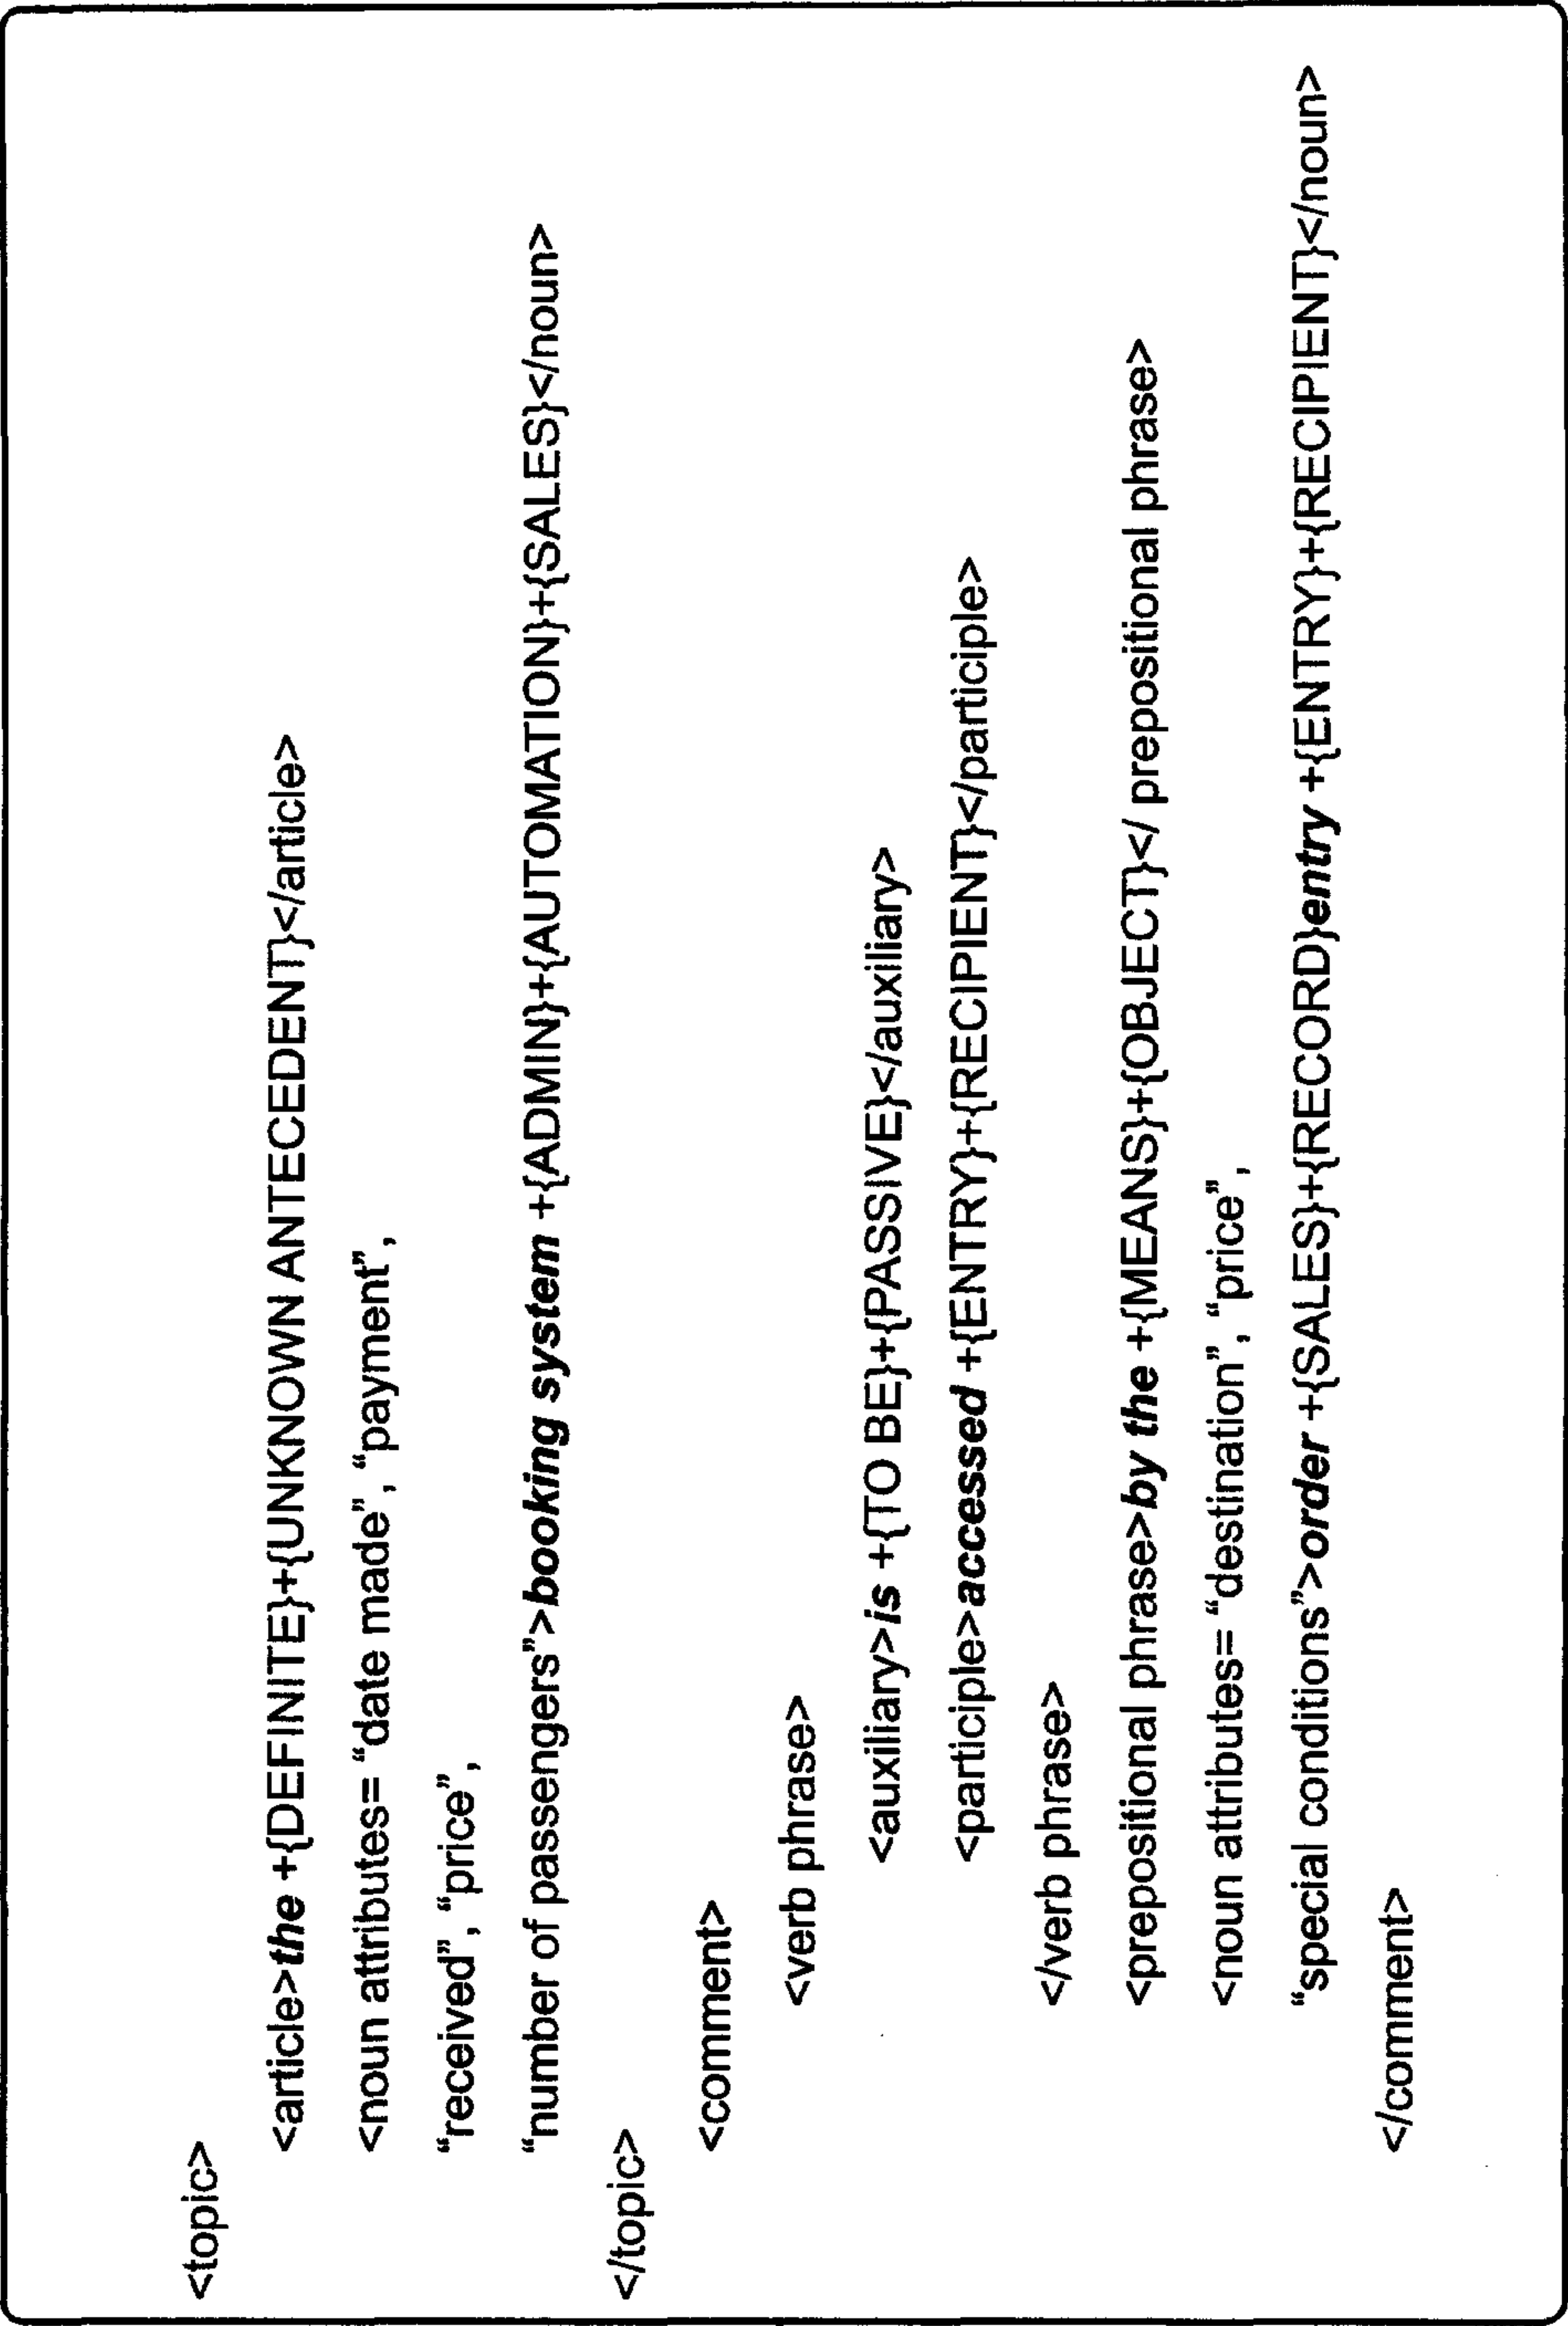 <topic>
<article>the +{DEFINITE}+{UNKNOWN ANTECEDENT}</article>
<noun attributes= “date made”, “payment”,
“received”, “price”,
“number of passengers”>booking system +{ADMIN}+{AUTOMATION}+{SALES}</noun>
</topic>
<comment>
<verb phrase>
<auxiliary>is +{TO BE}+{PASSIVE}</auxiliary>
<participle>accessed +{ENTRY}+{RECIPIENT}</participle>
</verb phrase>
<prepositional phrase>by the +{MEANS}+{OBJECT}</ prepositional phrase>
<noun attributes= “destination”, “price”,
“special conditions”>order +{SALES}+{RECORD}entry +{ENTRY}+{RECIPIENT}</noun>
</comment>